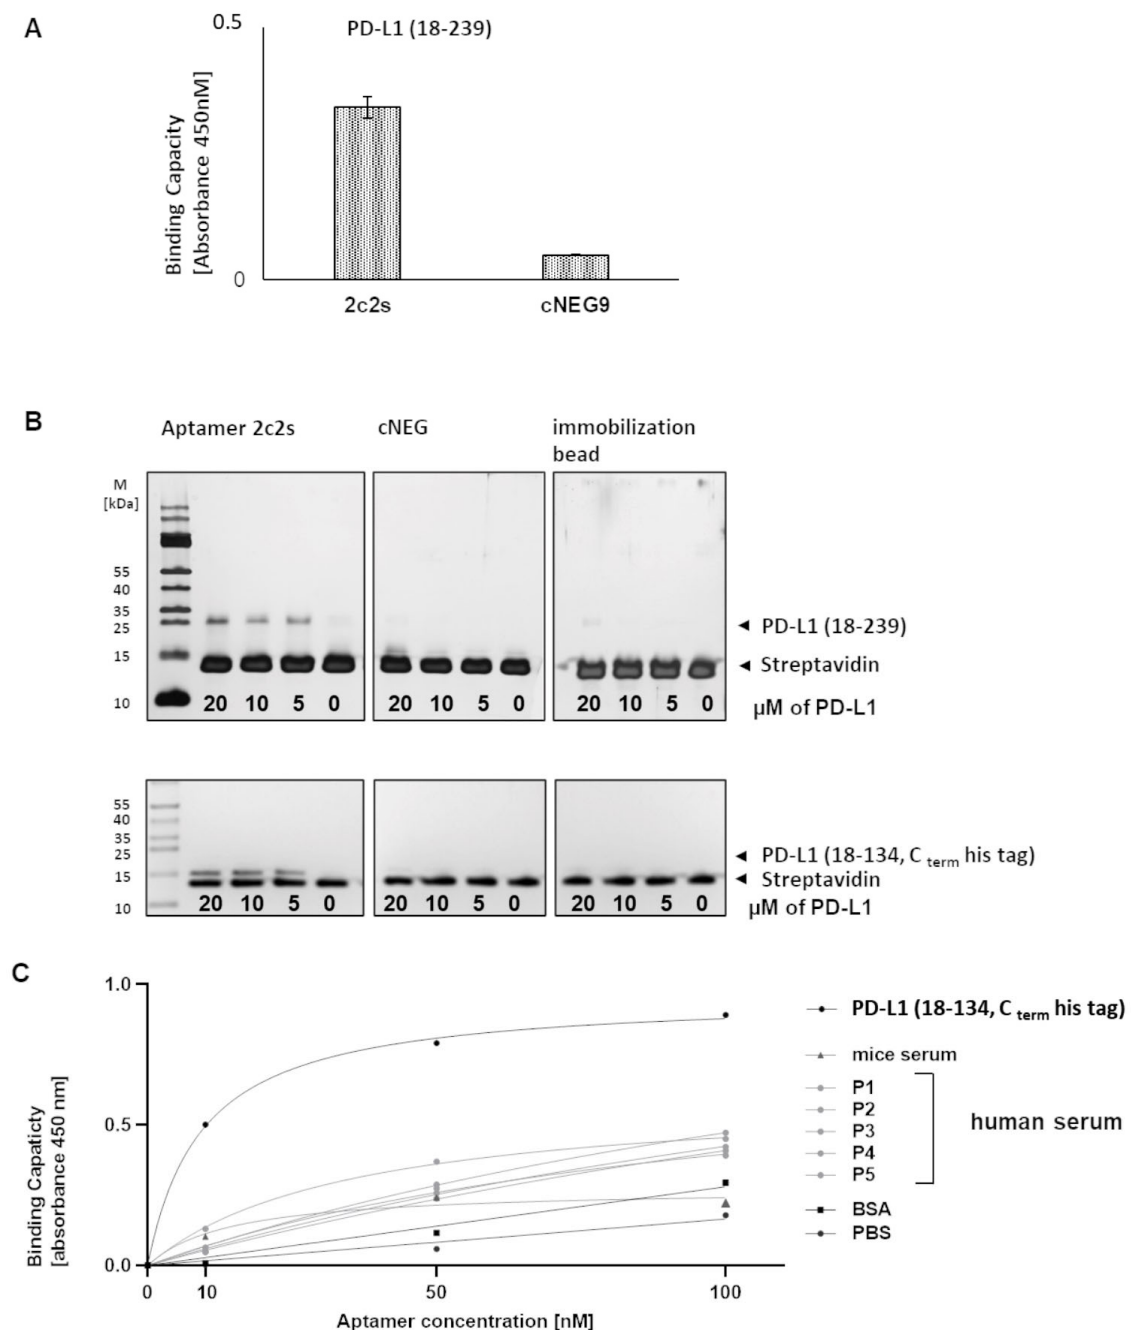 A
0.5
PD-L1 (18-239)
Binding Capacity
[Absorbance 450nM]
0
2c2s
cNEG9
B
Aptamer 2c2s
cNEG
immobilization
bead
M
[kDa]
55
40
35
25
15
10
PD-L1 (18-239)
Streptavidin
20 10 5 0
20 10 5 0
20 10 5 0
µM of PD-L1
55
40
35
25
15
10
PD-L1 (18-134, C term his tag)
Streptavidin
20 10 5 0
20 10 5 0
20 10 5 0
µM of PD-L1
C
1.0
0.5
0.0
Binding Capaticty
[absorbance 450 nm]
0 10 50 100
Aptamer concentration [nM]
PD-L1 (18-134, C term his tag)
mice serum
P1
P2
P3
P4
P5
human serum
BSA
PBS